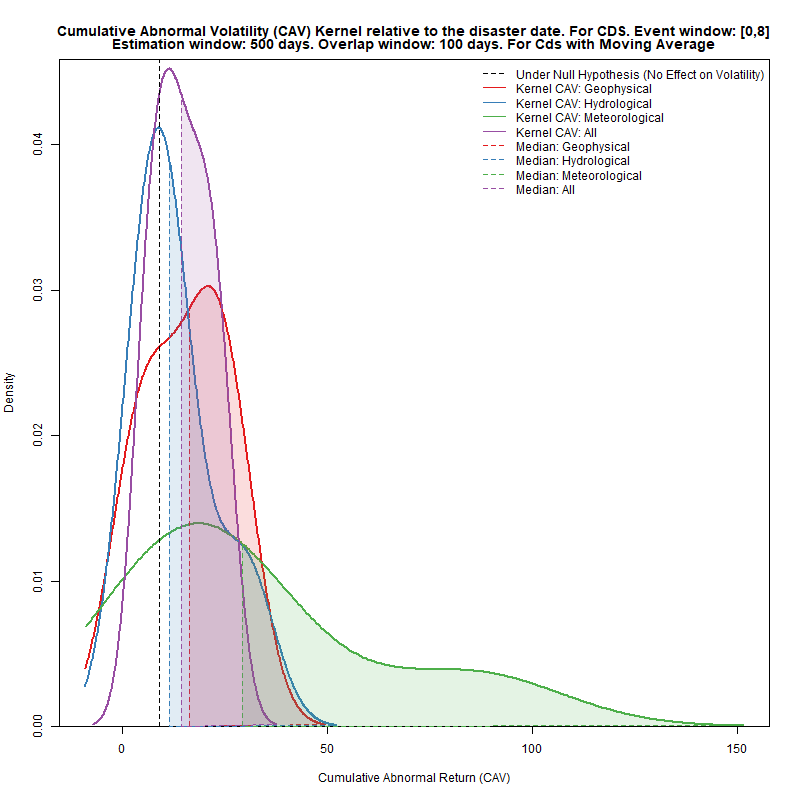 Cumulative Abnormal Volatility (CAV) Kernel relative to the disaster date. For CDS. Event window: [0,8]
Estimation window: 500 days. Overlap window: 100 days. For Cds with Moving Average
Under Null Hypothesis (No Effect on Volatility)
Kernel CAV: Geophysical
Kernel CAV: Hydrological
Kernel CAV: Meteorological
Kernel CAV: All
Median: Geophysical
Median: Hydrological
Median: Meteorological
Median: All
0.04
0.03
0.02
0.01
0.00
Density
0
50
100
150
Cumulative Abnormal Return (CAV)